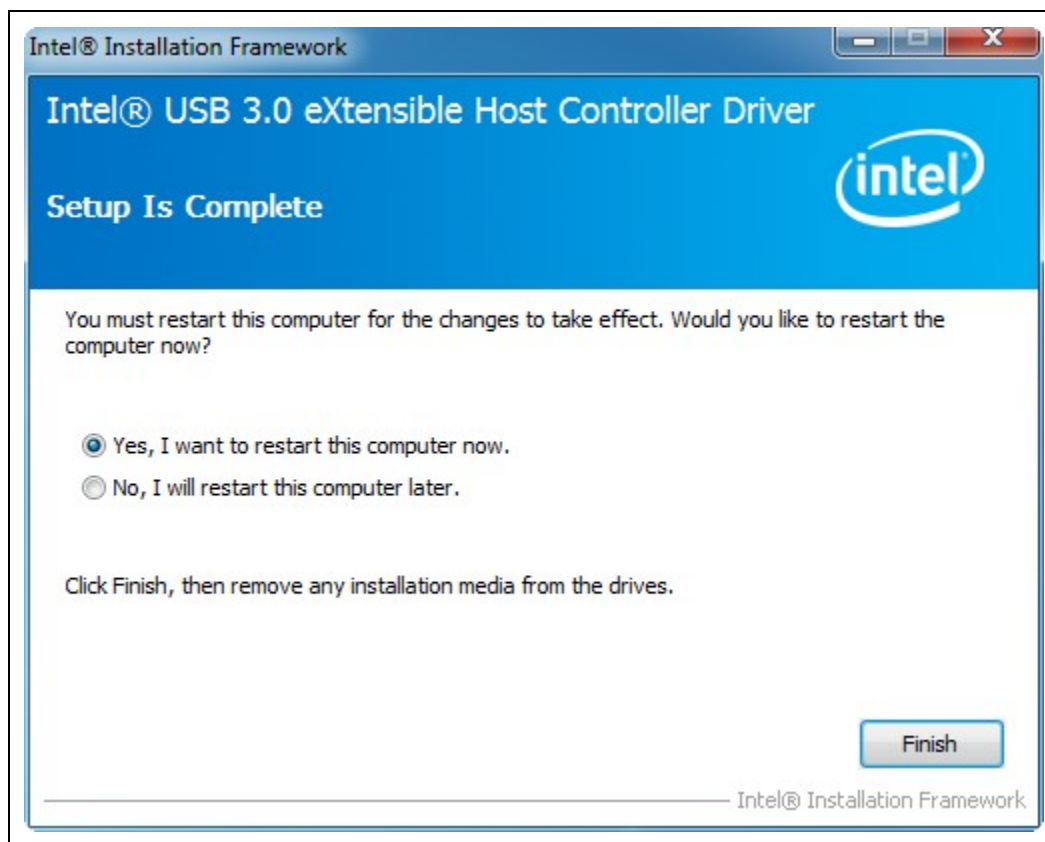 Intel® Installation Framework
Intel® USB 3.0 eXtensible Host Controller Driver
intel®
Setup Is Complete
You must restart this computer for the changes to take effect. Would you like to restart the
computer now?
Yes, I want to restart this computer now.
No, I will restart this computer later.
Click Finish, then remove any installation media from the drives.
Finish
Intel® Installation Framework